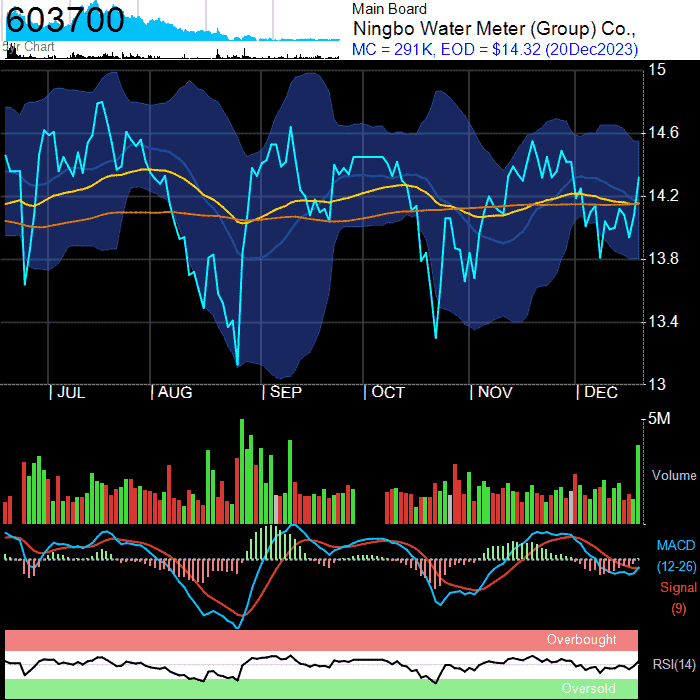 603700
5yr Chart
Main Board
Ningbo Water Meter (Group) Co.,
MC = 291K, EOD = $14.32 (20Dec2023)
15
14.6
14.2
13.8
13.4
13
| JUL | AUG | SEP | OCT | NOV | DEC
5M
Volume
MACD
(12-26)
Signal
(9)
Overbought
RSI(14)
Oversold